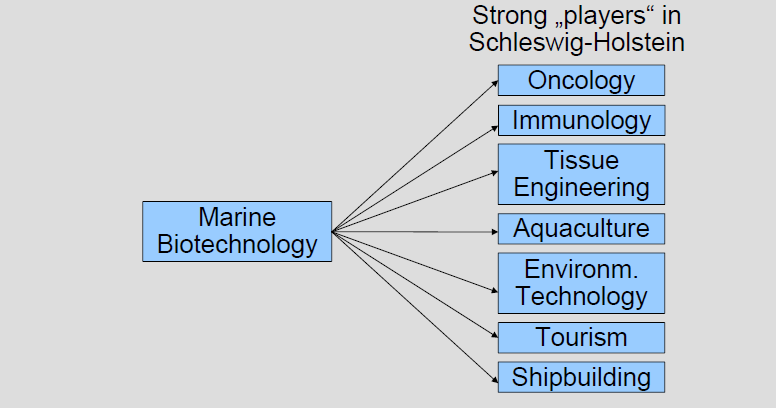 Strong „players“ in
Schleswig-Holstein
Oncology
Immunology
Tissue
Engineering
Marine
Biotechnology
Aquaculture
Environm.
Technology
Tourism
Shipbuilding